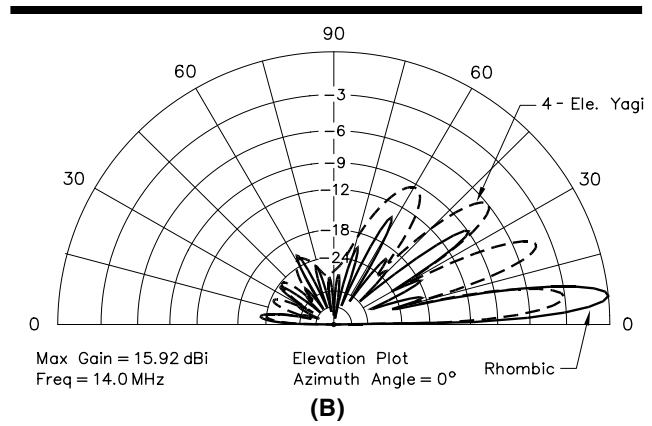 90
60
60
-3
4 - Ele. Yagi
-6
-9
30
-12
30
-18
-24
0
0
Max Gain = 15.92 dBi
Elevation Plot
Rhombic
Freq = 14.0 MHz
Azimuth Angle = 0°
(B)